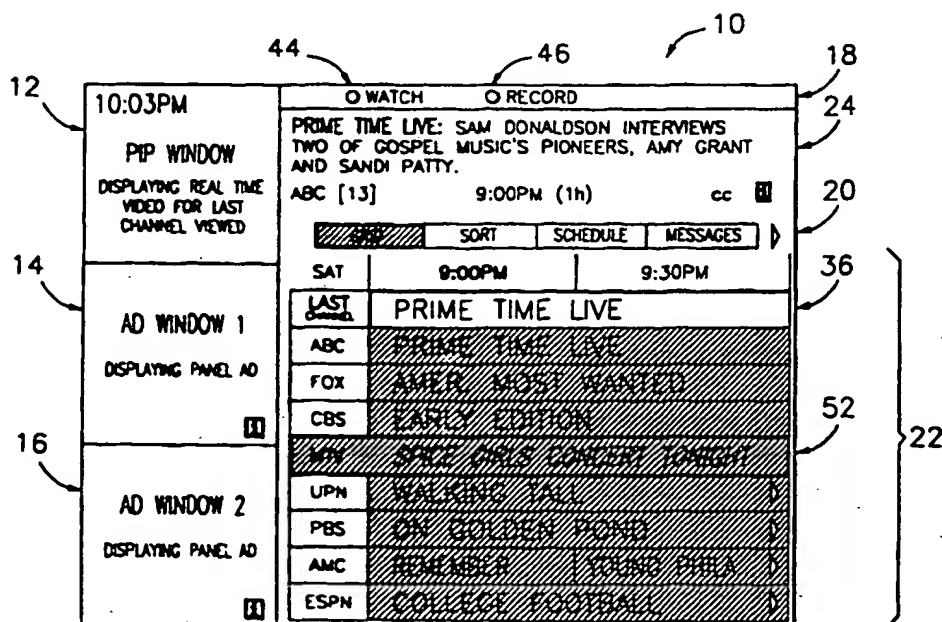 10
44
46
18
12
24
10:03PM
O WATCH O RECORD
PRIME TIME LIVE: SAM DONALDSON INTERVIEWS
TWO OF GOSPEL MUSIC'S PIONEERS, AMY GRANT
AND SANDI PATTY.
PIP WINDOW
DISPLAYING REAL TIME
VIDEO FOR LAST
CHANNEL VIEWED
ABC [13] 9:00PM (1h) cc
20
SORT SCHEDULE MESSAGES
14
SAT 9:00PM 9:30PM
36
LAST PRIME TIME LIVE
CHANNEL
AD WINDOW 1
DISPLAYING PANEL AD
ABC PRIME TIME LIVE
FOX AMER. MOST WANTED
CBS EARLY EDITION
52
22
16
MTV SPICE GIRLS CONCERT TONIGHT
AD WINDOW 2
DISPLAYING PANEL AD
UPN WALKING TALL
PBS ON GOLDEN POND
AMC REMEMBER YOUNG PHILA
ESPN COLLEGE FOOTBALL